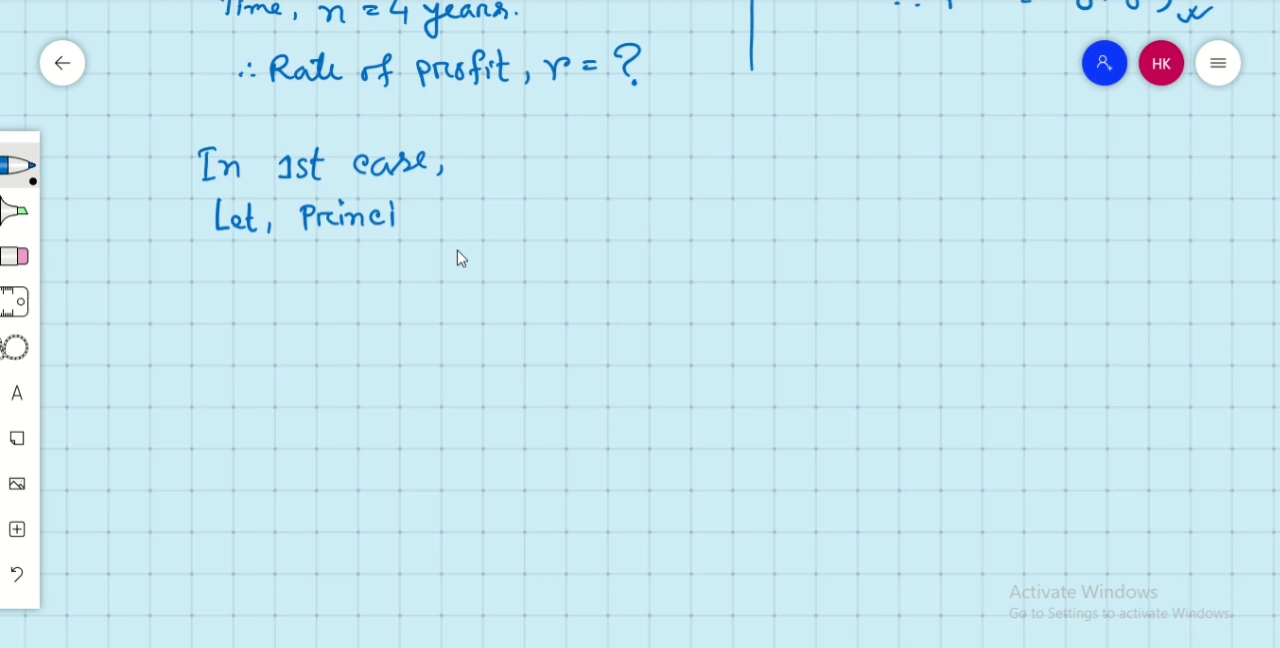 Time, n = 4 years.
∴ Rate of profit, r = ?
HK
In 1st case,
Let, Princi
A
Activate Windows
Go to Settings to activate Windows.